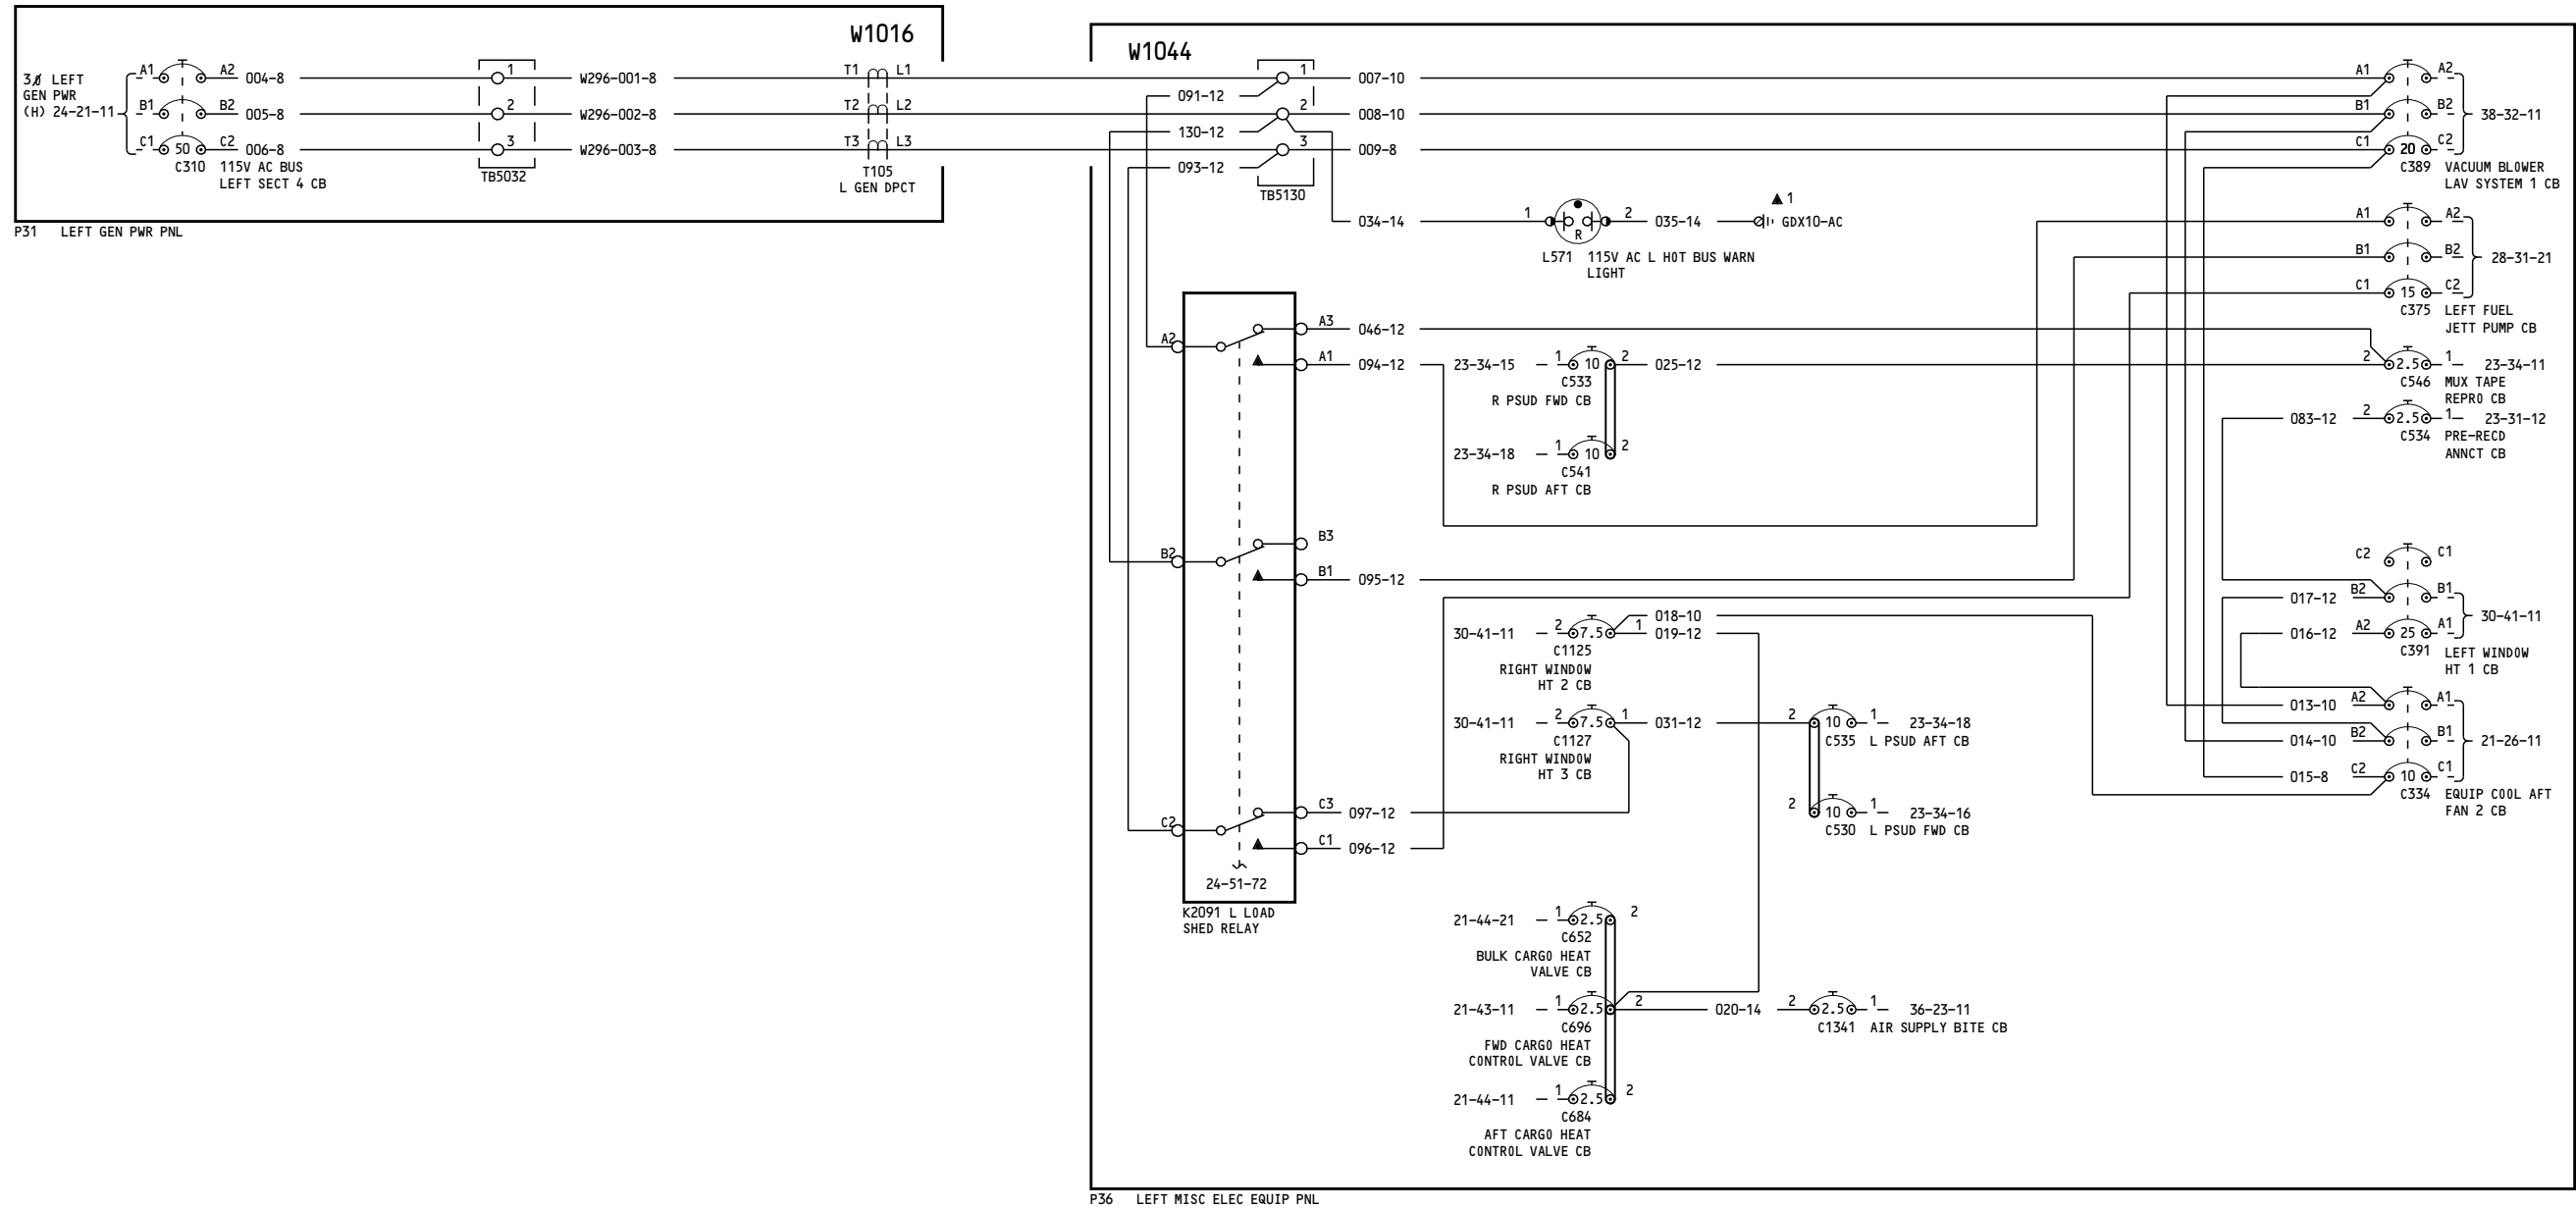 W1016
3Ø LEFT
GEN PWR
(H) 24-21-11
A1 A2 004-8 1 W296-001-8 T1 L1
B1 B2 005-8 2 W296-002-8 T2 L2
C1 50 C2 006-8 3 W296-003-8 T3 L3
C310 115V AC BUS
LEFT SECT 4 CB
TB5032
T105
L GEN DPCT
P31 LEFT GEN PWR PNL
W1044
1 007-10 A1 A2
091-12
2 008-10 B1 B2 38-32-11
130-12
3 009-8 C1 20 C2
093-12
TB5130
C389 VACUUM BLOWER
LAV SYSTEM 1 CB
034-14 1 R 2 035-14 GDX10-AC
1
L571 115V AC L HOT BUS WARN
LIGHT
A1 A2
B1 B2 28-31-21
C1 15 C2
C375 LEFT FUEL
JETT PUMP CB
A2 A3 046-12
A1 094-12
23-34-15 1 10 2 025-12
C533
R PSUD FWD CB
2 2.5 1 23-34-11
C546 MUX TAPE
REPRO CB
083-12 2 2.5 1 23-31-12
C534 PRE-RECD
ANNCT CB
23-34-18 1 10 2
C541
R PSUD AFT CB
B2 B3
B1 095-12
C2 C1
017-12 B2 B1 30-41-11
016-12 A2 25 A1
C391 LEFT WINDOW
HT 1 CB
018-10
30-41-11 2 7.5 1 019-12
C1125
RIGHT WINDOW
HT 2 CB
30-41-11 2 7.5 1 031-12 2 10 1 23-34-18
C1127
RIGHT WINDOW
HT 3 CB
C535 L PSUD AFT CB
2 10 1 23-34-16
C530 L PSUD FWD CB
013-10 A2 A1
014-10 B2 B1 21-26-11
015-8 C2 10 C1
C334 EQUIP COOL AFT
FAN 2 CB
C2 C3 097-12
C1 096-12
24-51-72
K2091 L LOAD
SHED RELAY
21-44-21 1 2.5 2
C652
BULK CARGO HEAT
VALVE CB
21-43-11 1 2.5 2 020-14 2 2.5 1 36-23-11
C696
FWD CARGO HEAT
CONTROL VALVE CB
C1341 AIR SUPPLY BITE CB
21-44-11 1 2.5 2
C684
AFT CARGO HEAT
CONTROL VALVE CB
P36 LEFT MISC ELEC EQUIP PNL